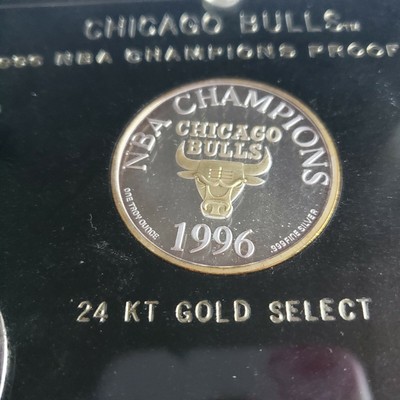 CHICAGO BULLS™
NBA CHAMPIONS PROOF
NBA CHAMPIONS
CHICAGO
BULLS
ONE TROY OUNCE
1996
.999 FINE SILVER
24 KT GOLD SELECT